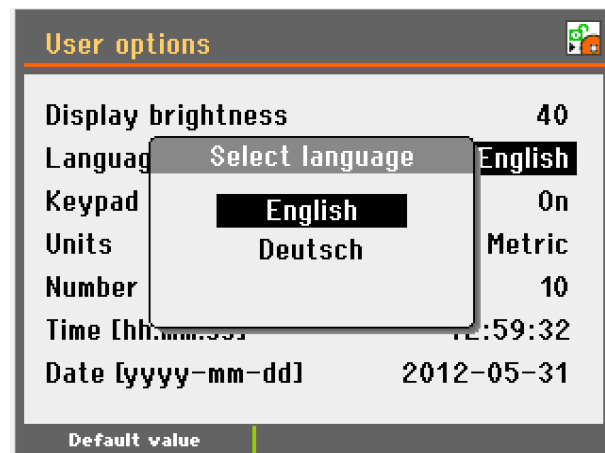 User options
Display brightness 40
Select language
English
Keypad On
English
Units Metric
Deutsch
Number 10
Date [yyyy-mm-dd] 2012-05-31
Default value